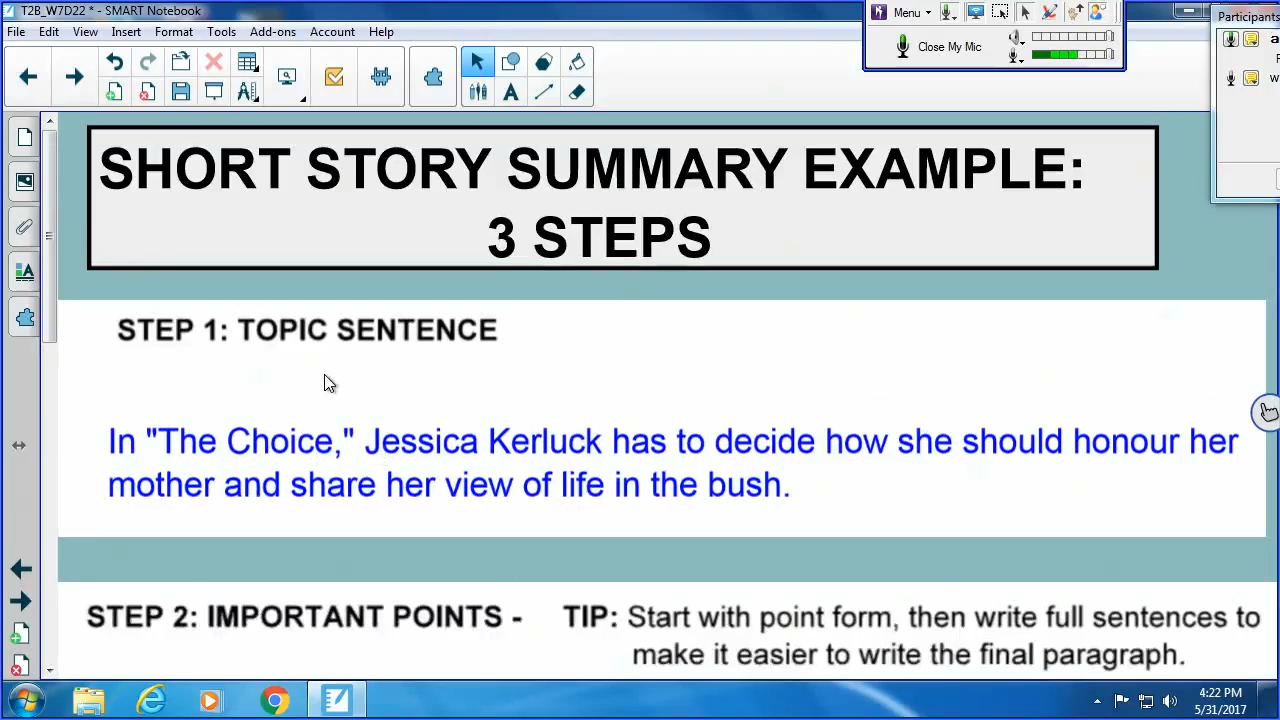 T2B_W7D22 * - SMART Notebook
Menu
Participants
File Edit View Insert Format Tools Add-ons Account Help
Close My Mic
SHORT STORY SUMMARY EXAMPLE:
3 STEPS
STEP 1: TOPIC SENTENCE
In "The Choice," Jessica Kerluck has to decide how she should honour her
mother and share her view of life in the bush.
STEP 2: IMPORTANT POINTS - TIP: Start with point form, then write full sentences to
make it easier to write the final paragraph.
4:22 PM
5/31/2017